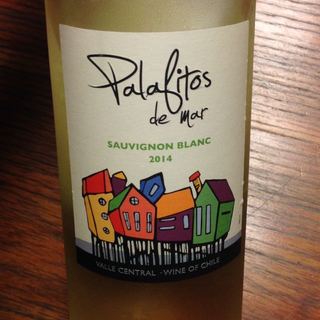 Palafitos
de mar
SAUVIGNON BLANC
2014
VALLE CENTRAL - WINE OF CHILE